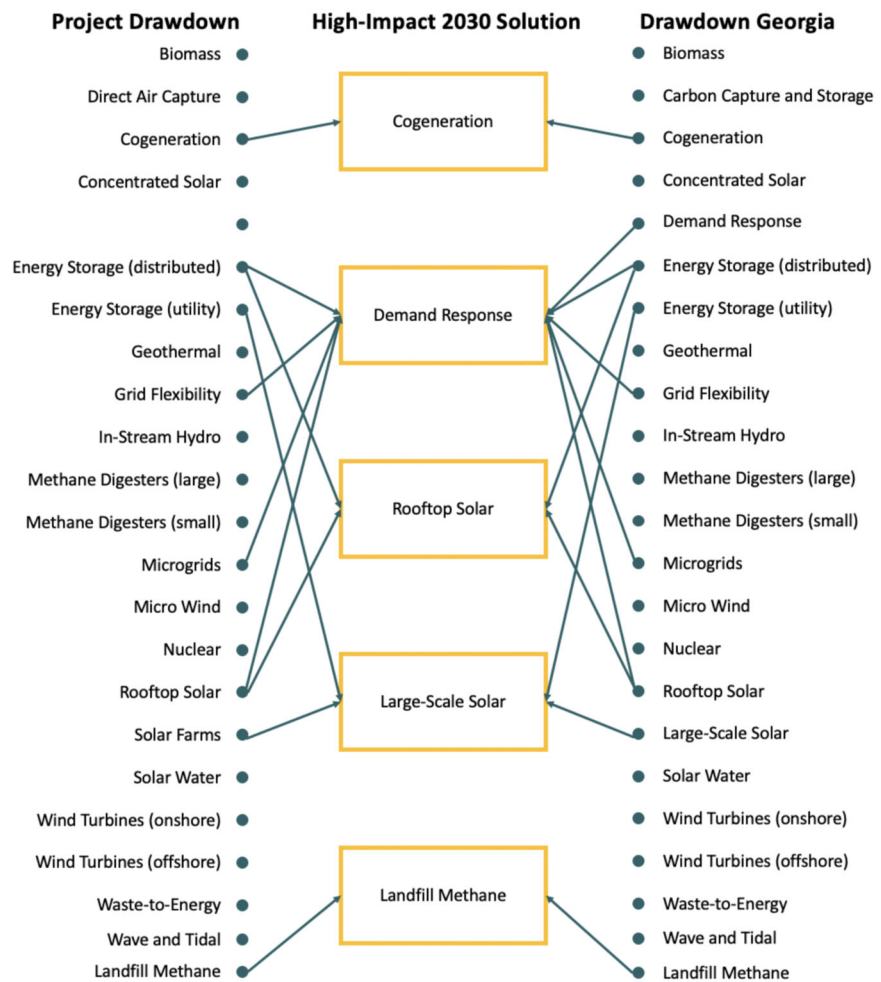 Project Drawdown
High-Impact 2030 Solution
Drawdown Georgia
Biomass
Direct Air Capture
Cogeneration
Concentrated Solar
Energy Storage (distributed)
Energy Storage (utility)
Geothermal
Grid Flexibility
In-Stream Hydro
Methane Digesters (large)
Methane Digesters (small)
Microgrids
Micro Wind
Nuclear
Rooftop Solar
Solar Farms
Solar Water
Wind Turbines (onshore)
Wind Turbines (offshore)
Waste-to-Energy
Wave and Tidal
Landfill Methane
Cogeneration
Demand Response
Rooftop Solar
Large-Scale Solar
Landfill Methane
Biomass
Carbon Capture and Storage
Cogeneration
Concentrated Solar
Demand Response
Energy Storage (distributed)
Energy Storage (utility)
Geothermal
Grid Flexibility
In-Stream Hydro
Methane Digesters (large)
Methane Digesters (small)
Microgrids
Micro Wind
Nuclear
Rooftop Solar
Large-Scale Solar
Solar Water
Wind Turbines (onshore)
Wind Turbines (offshore)
Waste-to-Energy
Wave and Tidal
Landfill Methane